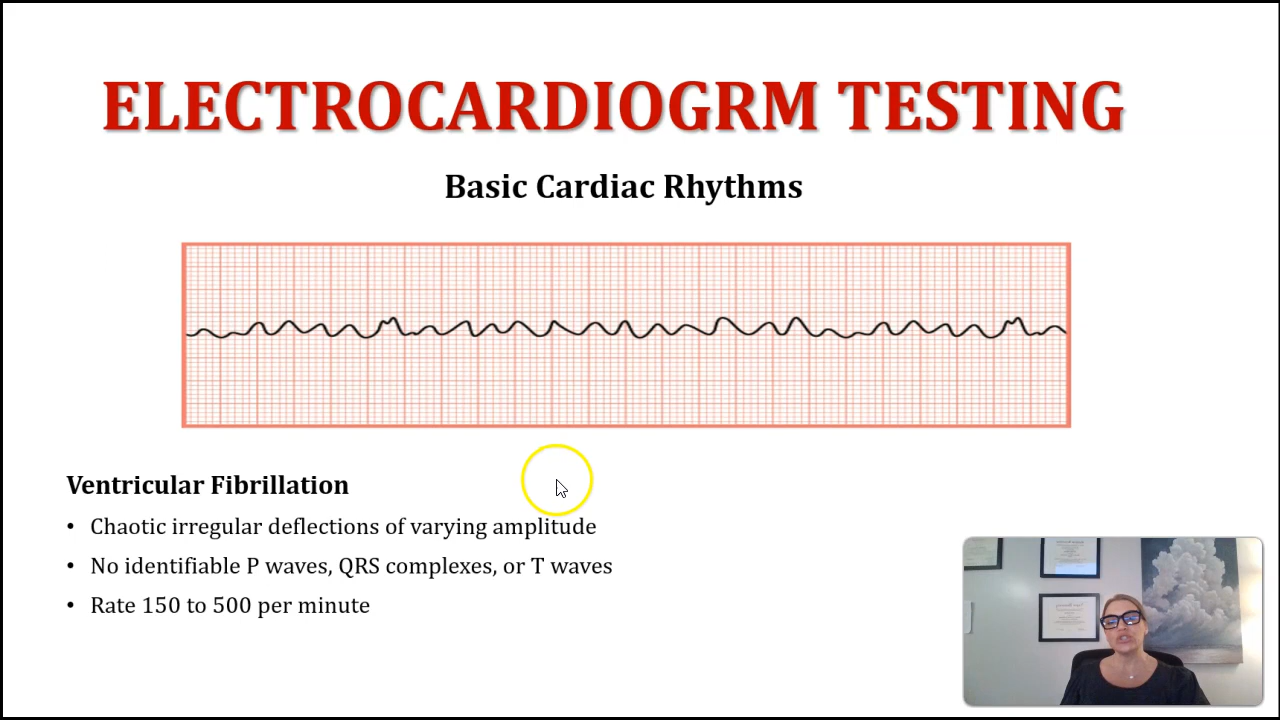 ELECTROCARDIOGRM TESTING
Basic Cardiac Rhythms
Ventricular Fibrillation
• Chaotic irregular deflections of varying amplitude
• No identifiable P waves, QRS complexes, or T waves
• Rate 150 to 500 per minute